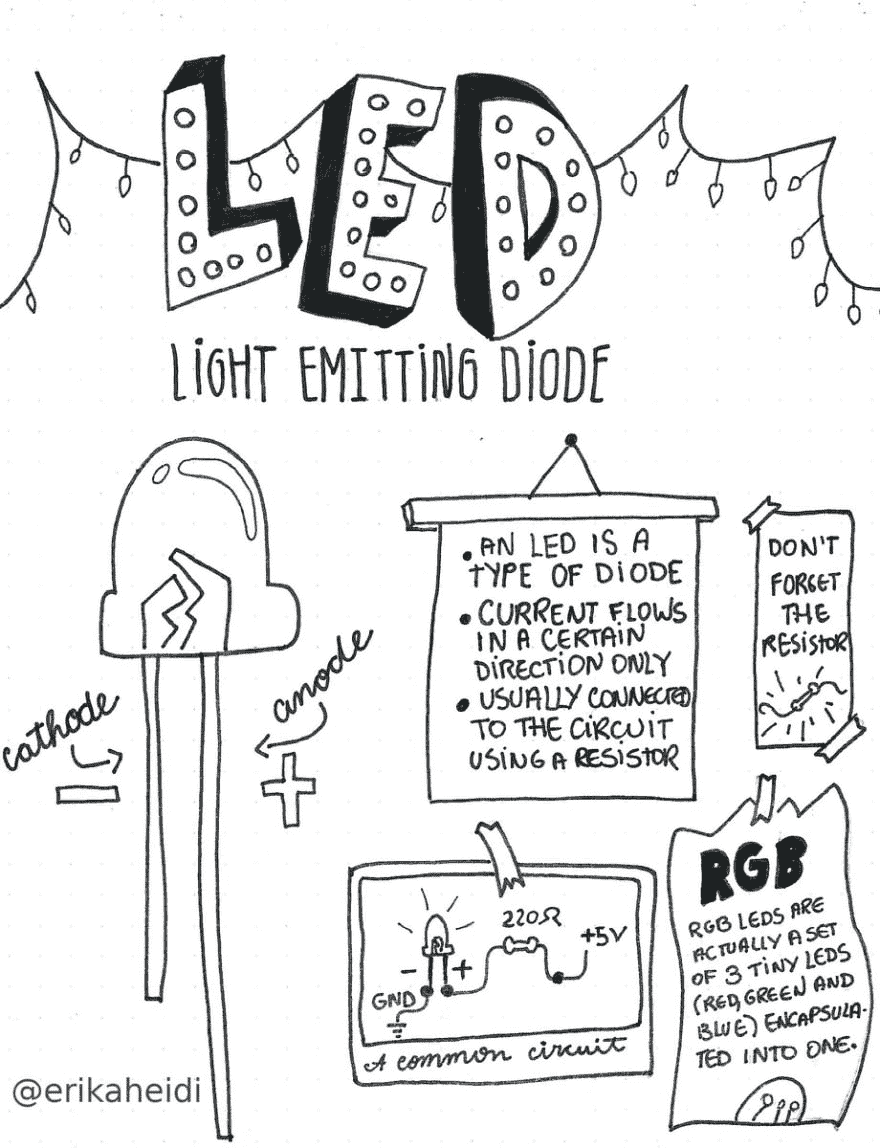 LED
LIGHT EMITTING DIODE
cathode
−
anode
+
• AN LED IS A
TYPE OF DIODE
• CURRENT FLOWS
IN A CERTAIN
DIRECTION ONLY
• USUALLY CONNECTED
TO THE CIRCUIT
USING A RESISTOR
DON'T
FORGET
THE
RESISTOR
220Ω
+5V
− +
GND
A common circuit
RGB
RGB LEDS ARE
ACTUALLY A SET
OF 3 TINY LEDS
(RED, GREEN AND
BLUE) ENCAPSULA-
TED INTO ONE.
@erikaheidi